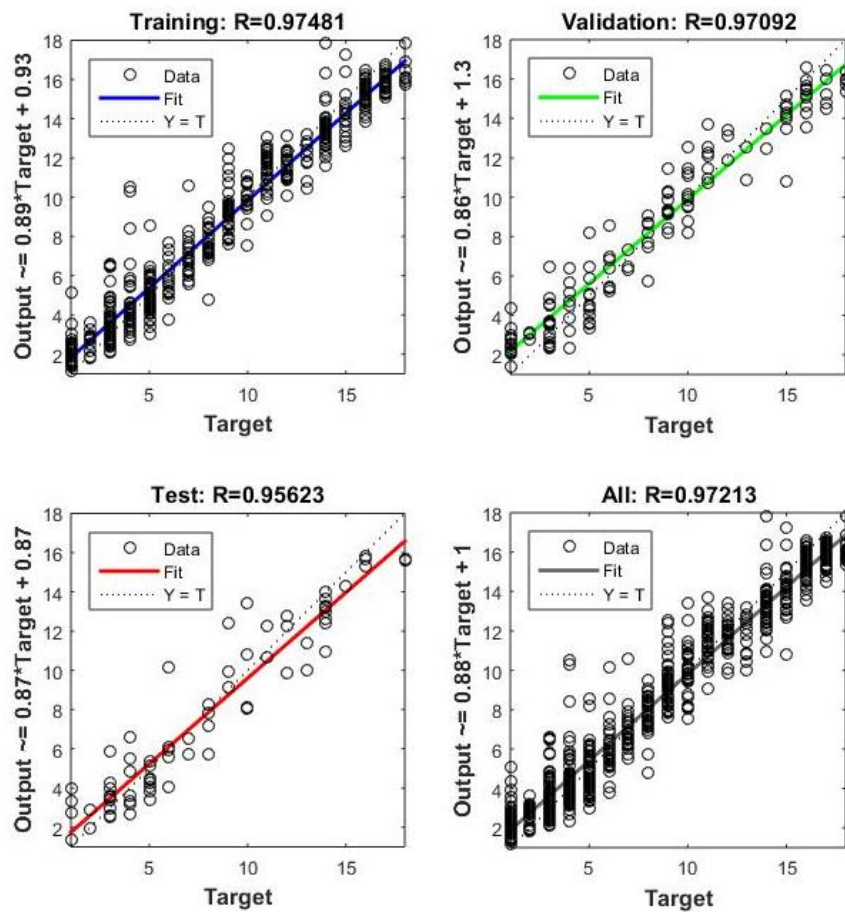 Training: R=0.97481
Output ~= 0.89*Target + 0.93
18
16
14
12
10
8
6
4
2
Data
Fit
Y = T
5
10
15
Target
Validation: R=0.97092
Output ~= 0.86*Target + 1.3
18
16
14
12
10
8
6
4
2
Data
Fit
Y = T
5
10
15
Target
Test: R=0.95623
Output ~= 0.87*Target + 0.87
18
16
14
12
10
8
6
4
2
Data
Fit
Y = T
5
10
15
Target
All: R=0.97213
Output ~= 0.88*Target + 1
18
16
14
12
10
8
6
4
2
Data
Fit
Y = T
5
10
15
Target